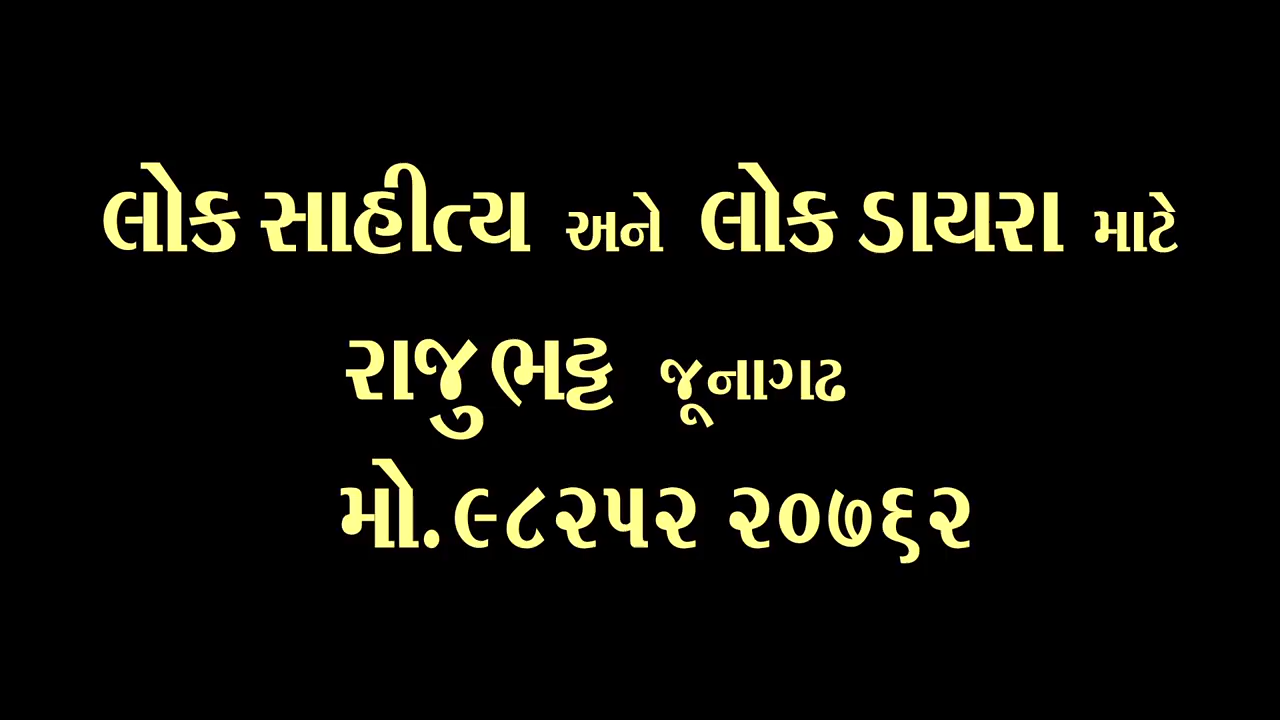 લોક સાહીત્ય અને લોક ડાયરા માટે
રાજુ ભટ્ટ જૂનાગઢ
મો.૯૮૨૫૨ ૨૦૭૬૨